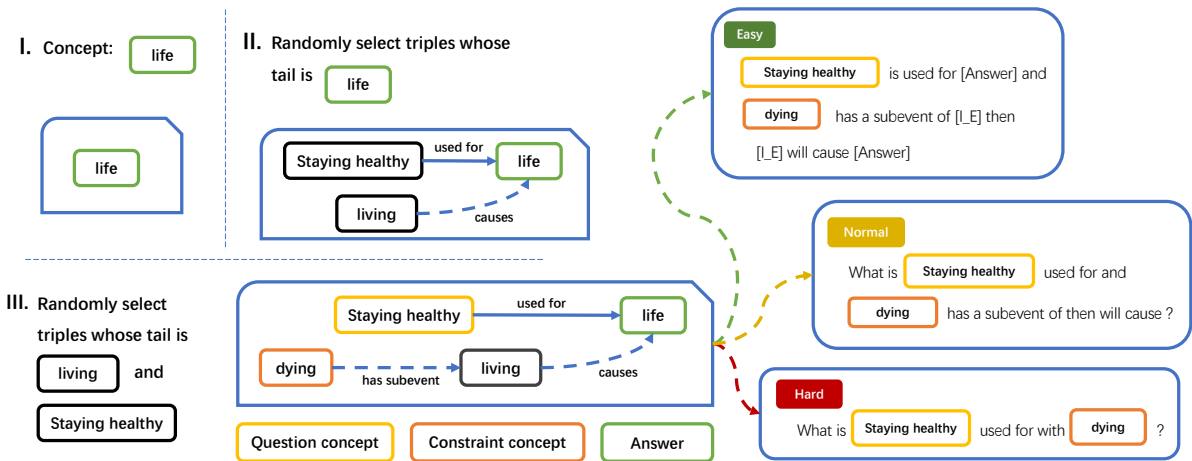 I. Concept: life
life
II. Randomly select triples whose
tail is life
Staying healthy used for life
living causes
III. Randomly select
triples whose tail is
living and
Staying healthy
Staying healthy used for life
dying has subevent living causes
Question concept Constraint concept Answer
Easy
Staying healthy is used for [Answer] and
dying has a subevent of [I_E] then
[I_E] will cause [Answer]
Normal
What is Staying healthy used for and
dying has a subevent of then will cause ?
Hard
What is Staying healthy used for with dying ?